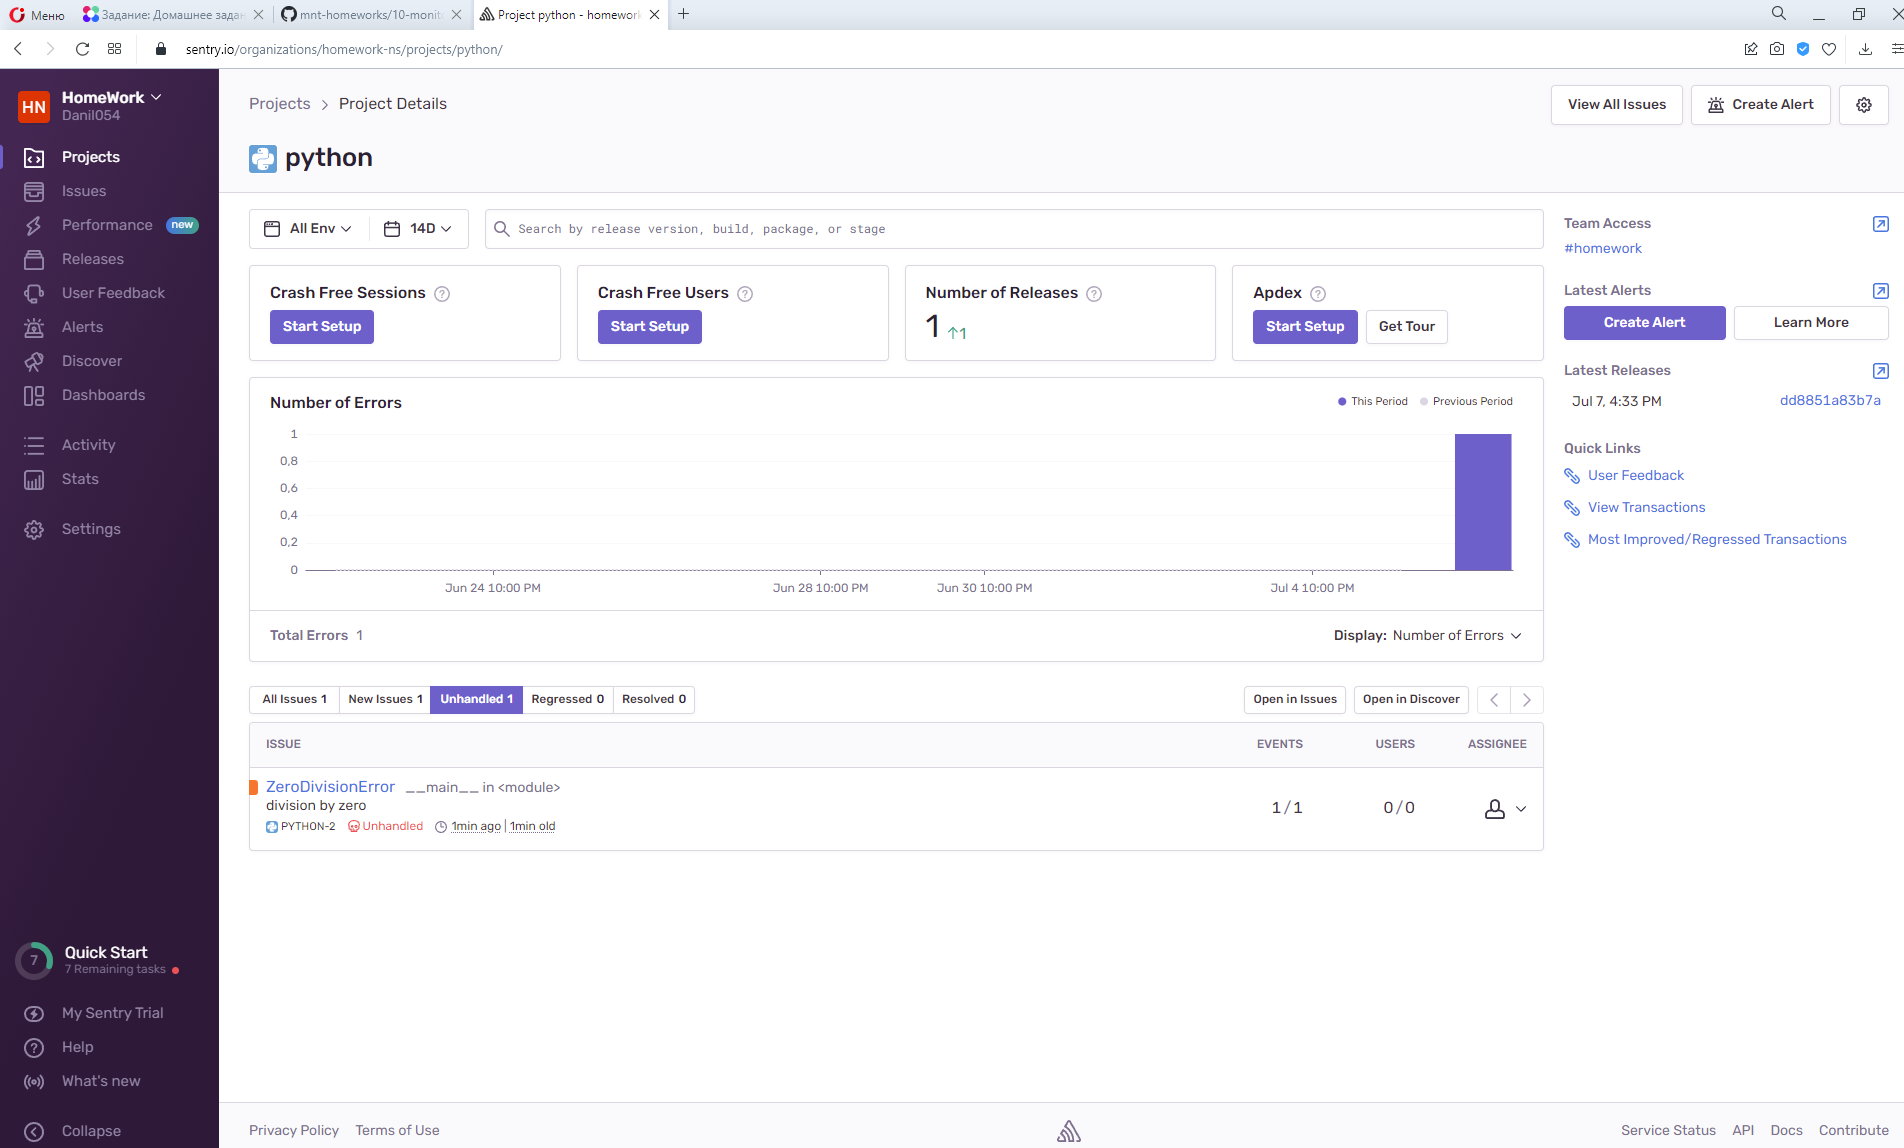 Меню
Задание: Домашнее задан
mnt-homeworks/10-monit
Project python - homework
sentry.io/organizations/homework-ns/projects/python/
HN
HomeWork
Danil054
Projects
Issues
Performance new
Releases
User Feedback
Alerts
Discover
Dashboards
Activity
Stats
Settings
7
Quick Start
7 Remaining tasks
My Sentry Trial
Help
What's new
Collapse
Projects > Project Details
View All Issues
Create Alert
python
All Env
14D
Search by release version, build, package, or stage
Crash Free Sessions ?
Start Setup
Crash Free Users ?
Start Setup
Number of Releases ?
1 ↑1
Apdex ?
Start Setup
Get Tour
Number of Errors
This Period
Previous Period
1
0,8
0,6
0,4
0,2
0
Jun 24 10:00 PM
Jun 28 10:00 PM
Jun 30 10:00 PM
Jul 4 10:00 PM
Total Errors 1
Display: Number of Errors
All Issues 1
New Issues 1
Unhandled 1
Regressed 0
Resolved 0
Open in Issues
Open in Discover
ISSUE
EVENTS
USERS
ASSIGNEE
ZeroDivisionError __main__ in <module>
division by zero
PYTHON-2 Unhandled 1min ago | 1min old
1 / 1
0 / 0
Team Access
#homework
Latest Alerts
Create Alert
Learn More
Latest Releases
Jul 7, 4:33 PM
dd8851a83b7a
Quick Links
User Feedback
View Transactions
Most Improved/Regressed Transactions
Privacy Policy
Terms of Use
Service Status
API
Docs
Contribute